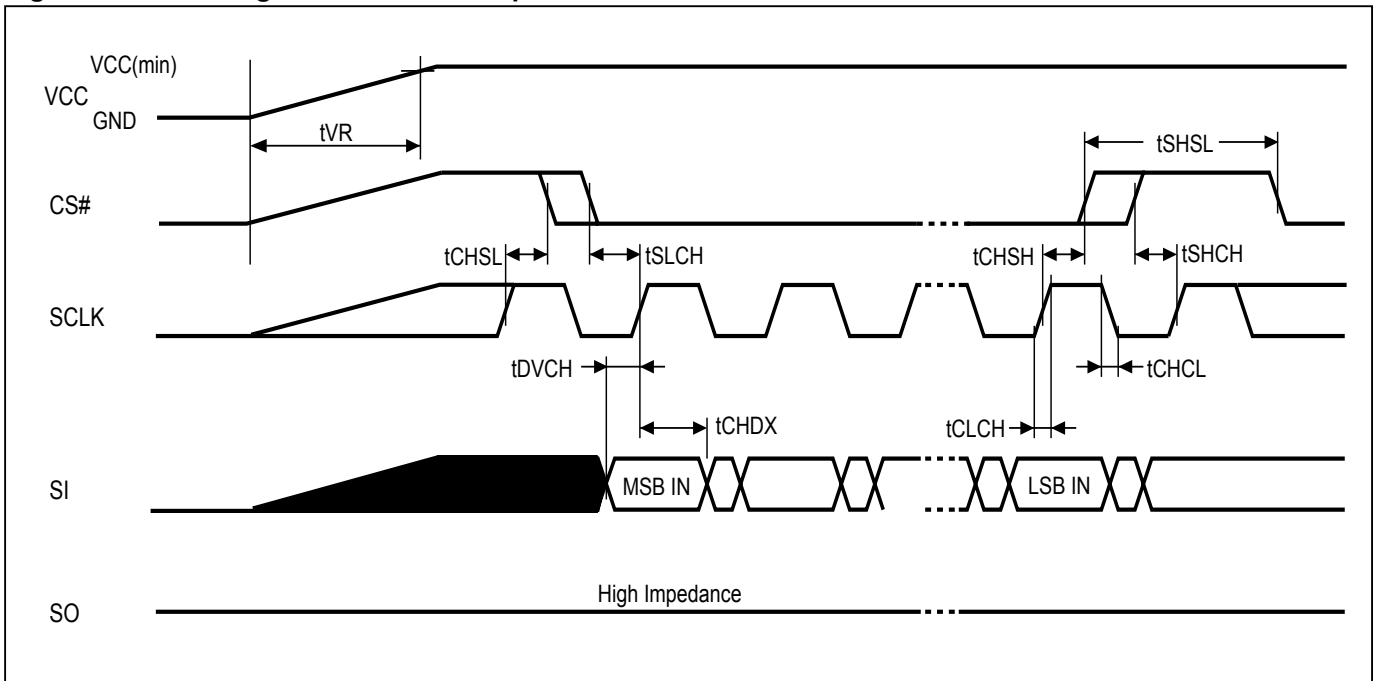 VCC(min)
VCC
GND
tVR
tSHSL
CS#
tCHSL
tSLCH
tCHSH
tSHCH
SCLK
tDVCH
tCHCL
tCHDX
tCLCH
SI
MSB IN
LSB IN
High Impedance
SO